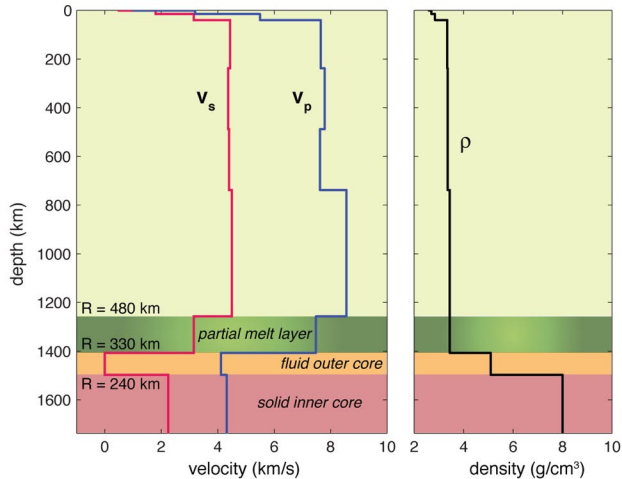 0
200
400
600
800
1000
1200
1400
1600
depth (km)
Vs
Vp
ρ
R = 480 km
partial melt layer
R = 330 km
fluid outer core
R = 240 km
solid inner core
0 2 4 6 8 10
velocity (km/s)
2 4 6 8 10
density (g/cm³)